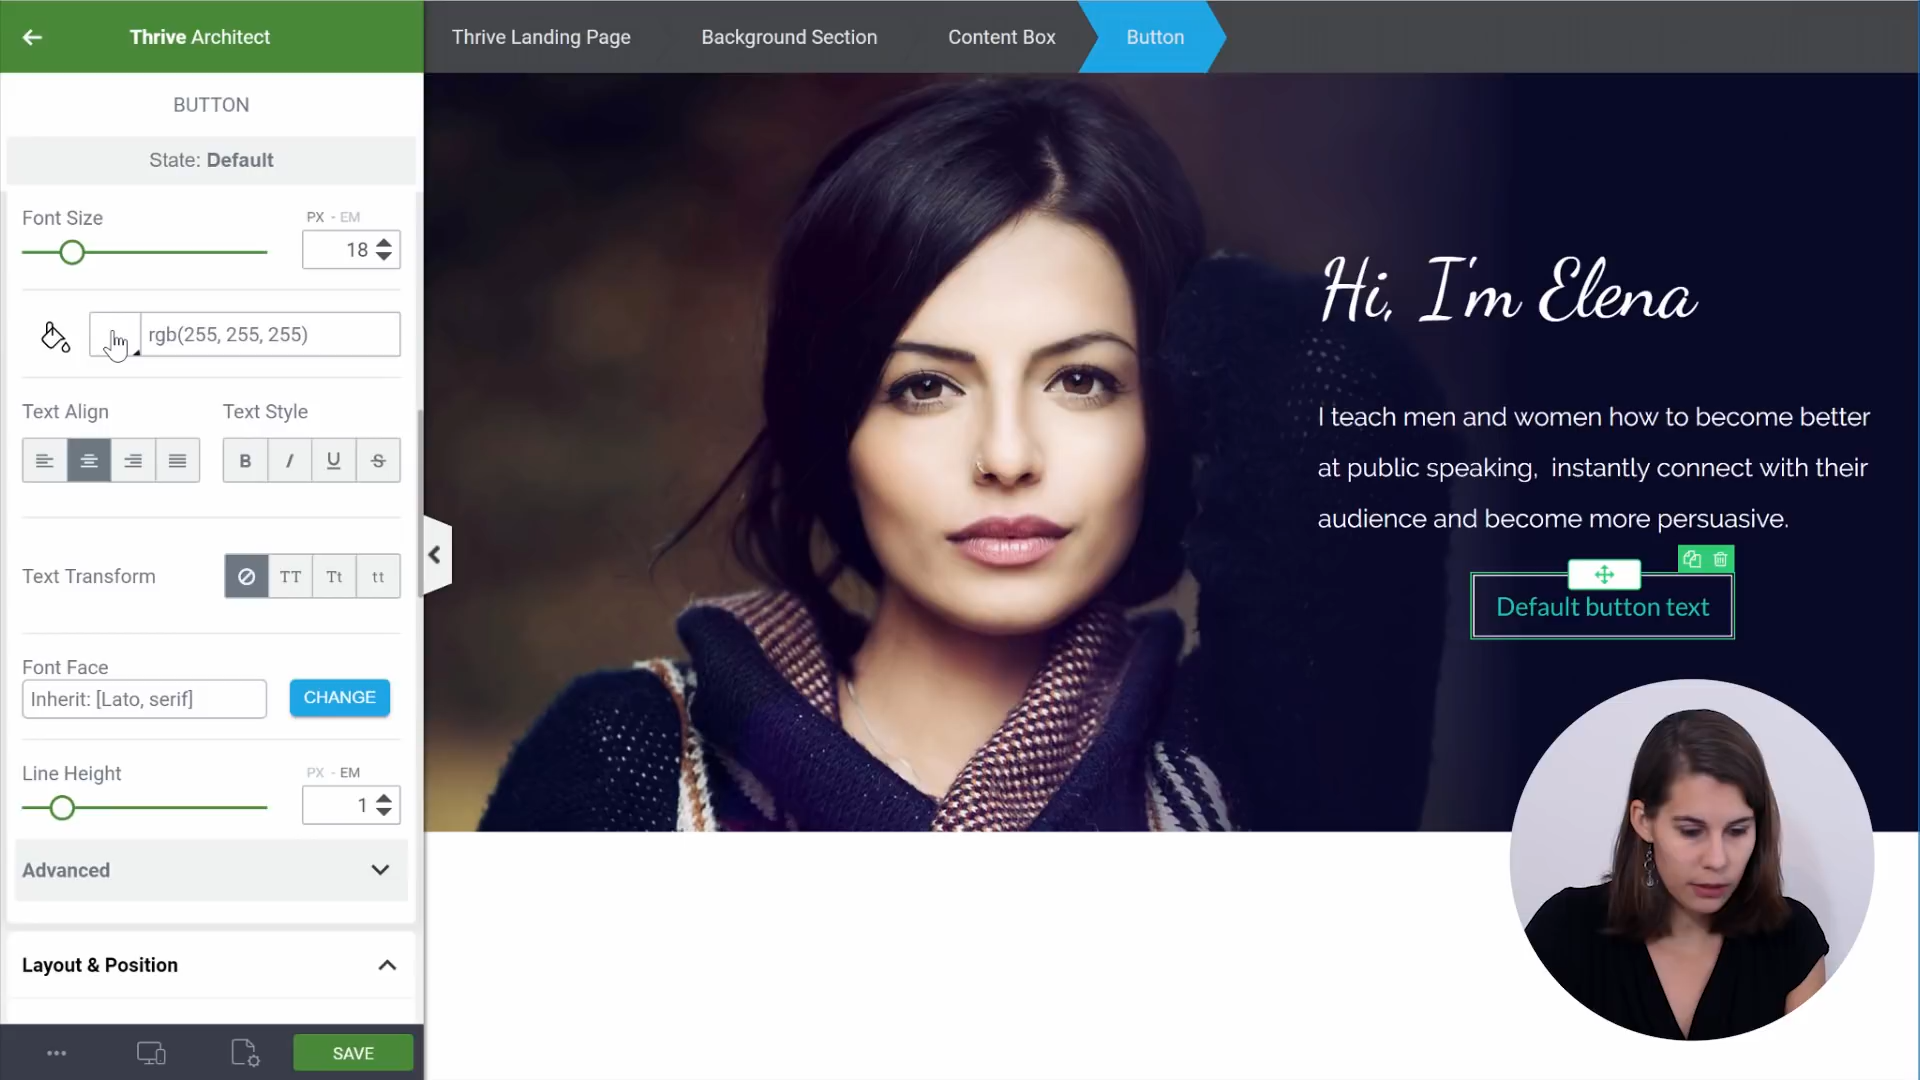 Thrive Architect
Thrive Landing Page
Background Section
Content Box
Button
BUTTON
State: Default
Font Size
PX - EM
18
rgb(255, 255, 255)
Text Align
Text Style
B I U S
Text Transform
TT Tt tt
Font Face
Inherit: [Lato, serif]
CHANGE
Line Height
PX - EM
1
Advanced
Layout & Position
SAVE
Hi, I'm Elena
I teach men and women how to become better
at public speaking, instantly connect with their
audience and become more persuasive.
Default button text